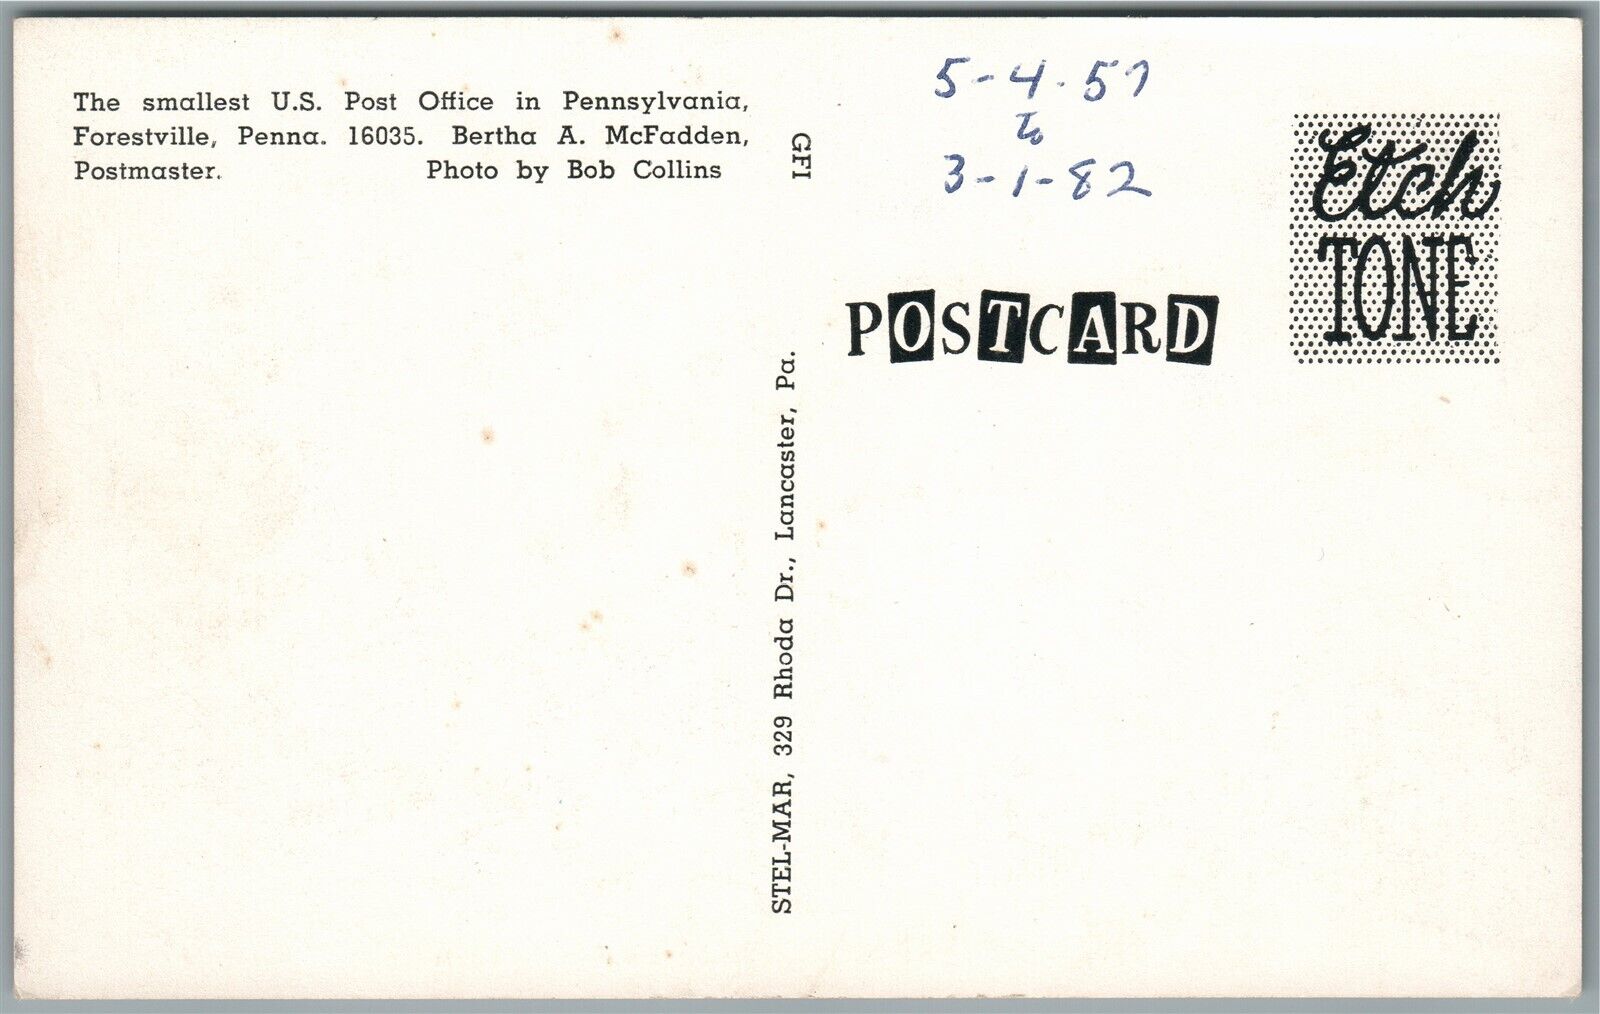 The smallest U.S. Post Office in Pennsylvania,
Forestville, Penna. 16035. Bertha A. McFadden,
Postmaster. Photo by Bob Collins
GFI
STEL-MAR, 329 Rhoda Dr., Lancaster, Pa.
5-4-57
to
3-1-82
POSTCARD
Etch
TONE